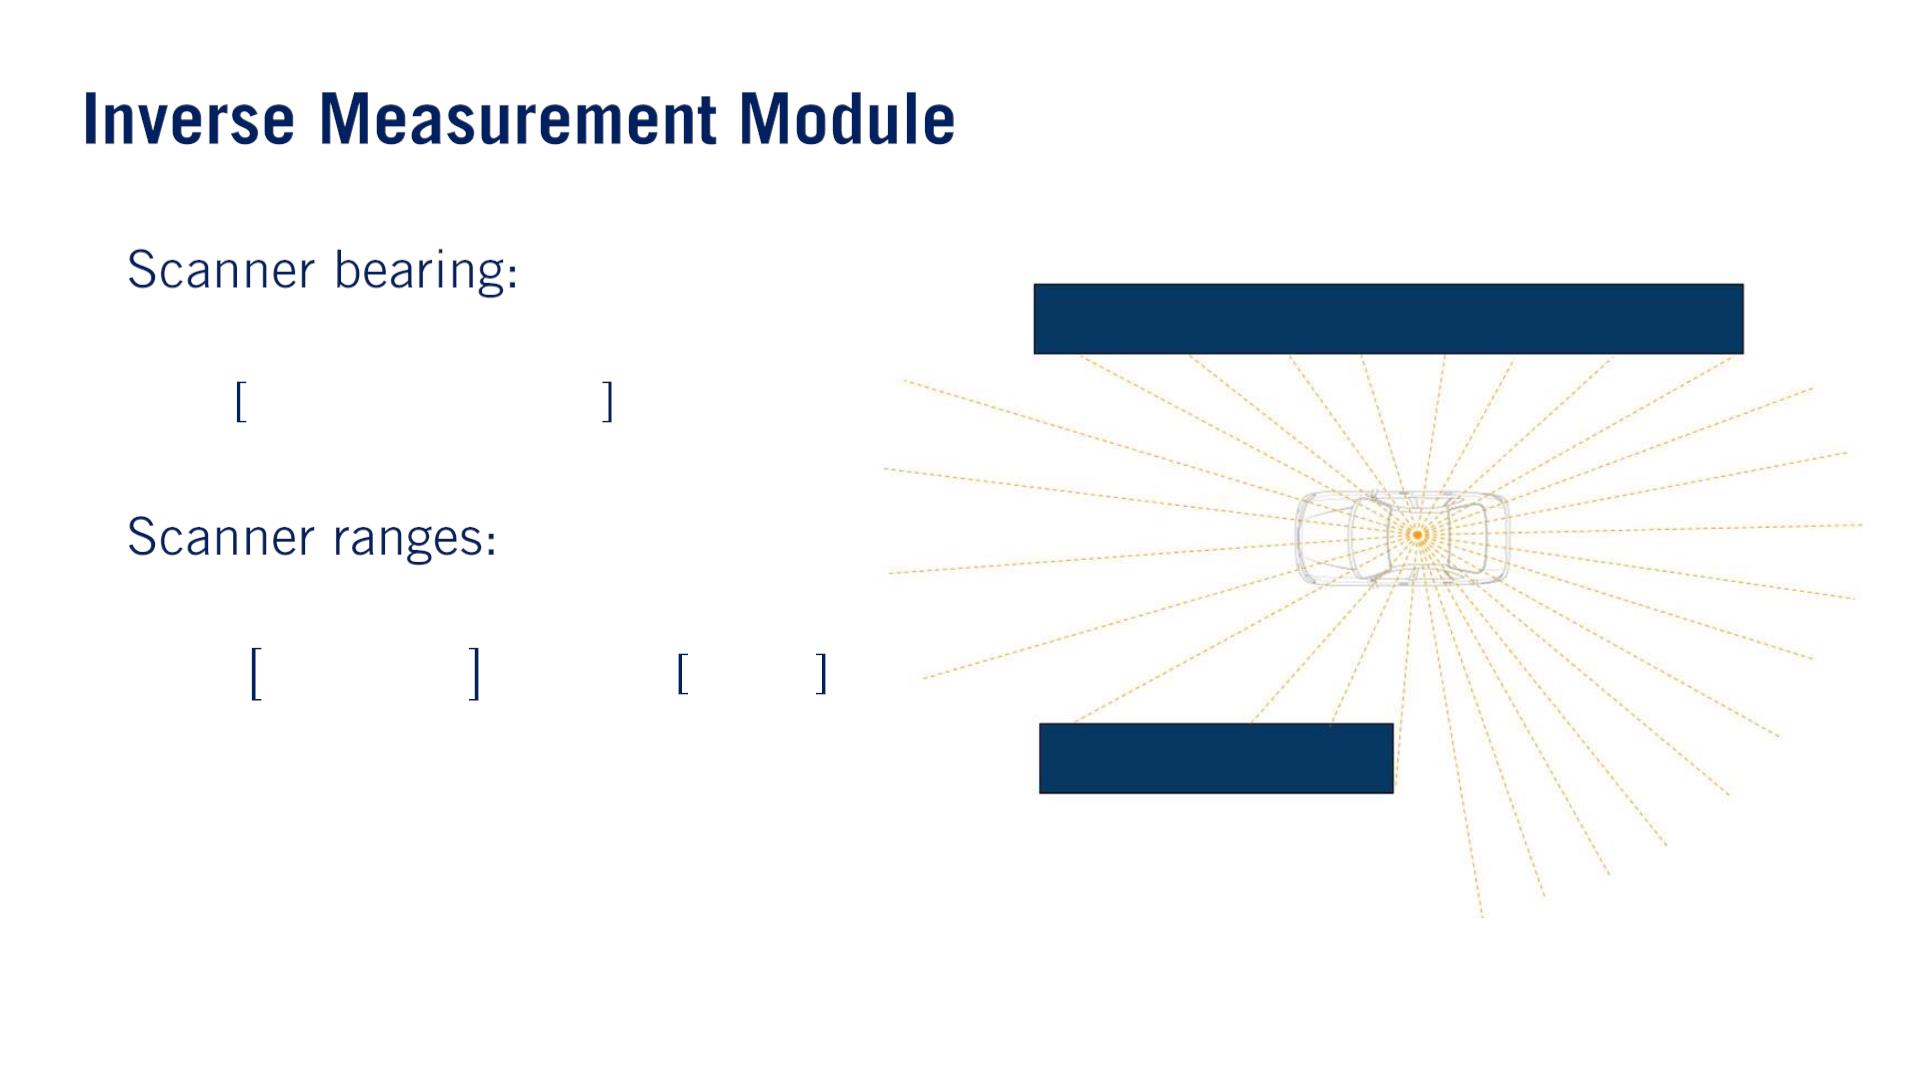 Inverse Measurement Module
Scanner bearing:
[ ]
Scanner ranges:
[ ] [ ]